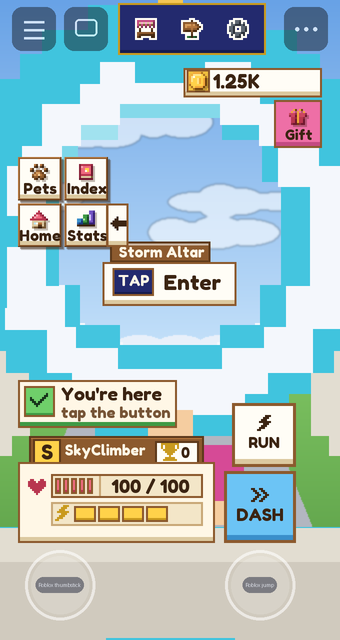 1.25K
Gift
Pets
Index
Home
Stats
Storm Altar
TAP
Enter
You're here
tap the button
S
SkyClimber
0
RUN
100 / 100
DASH
Roblox thumbstick
Roblox jump